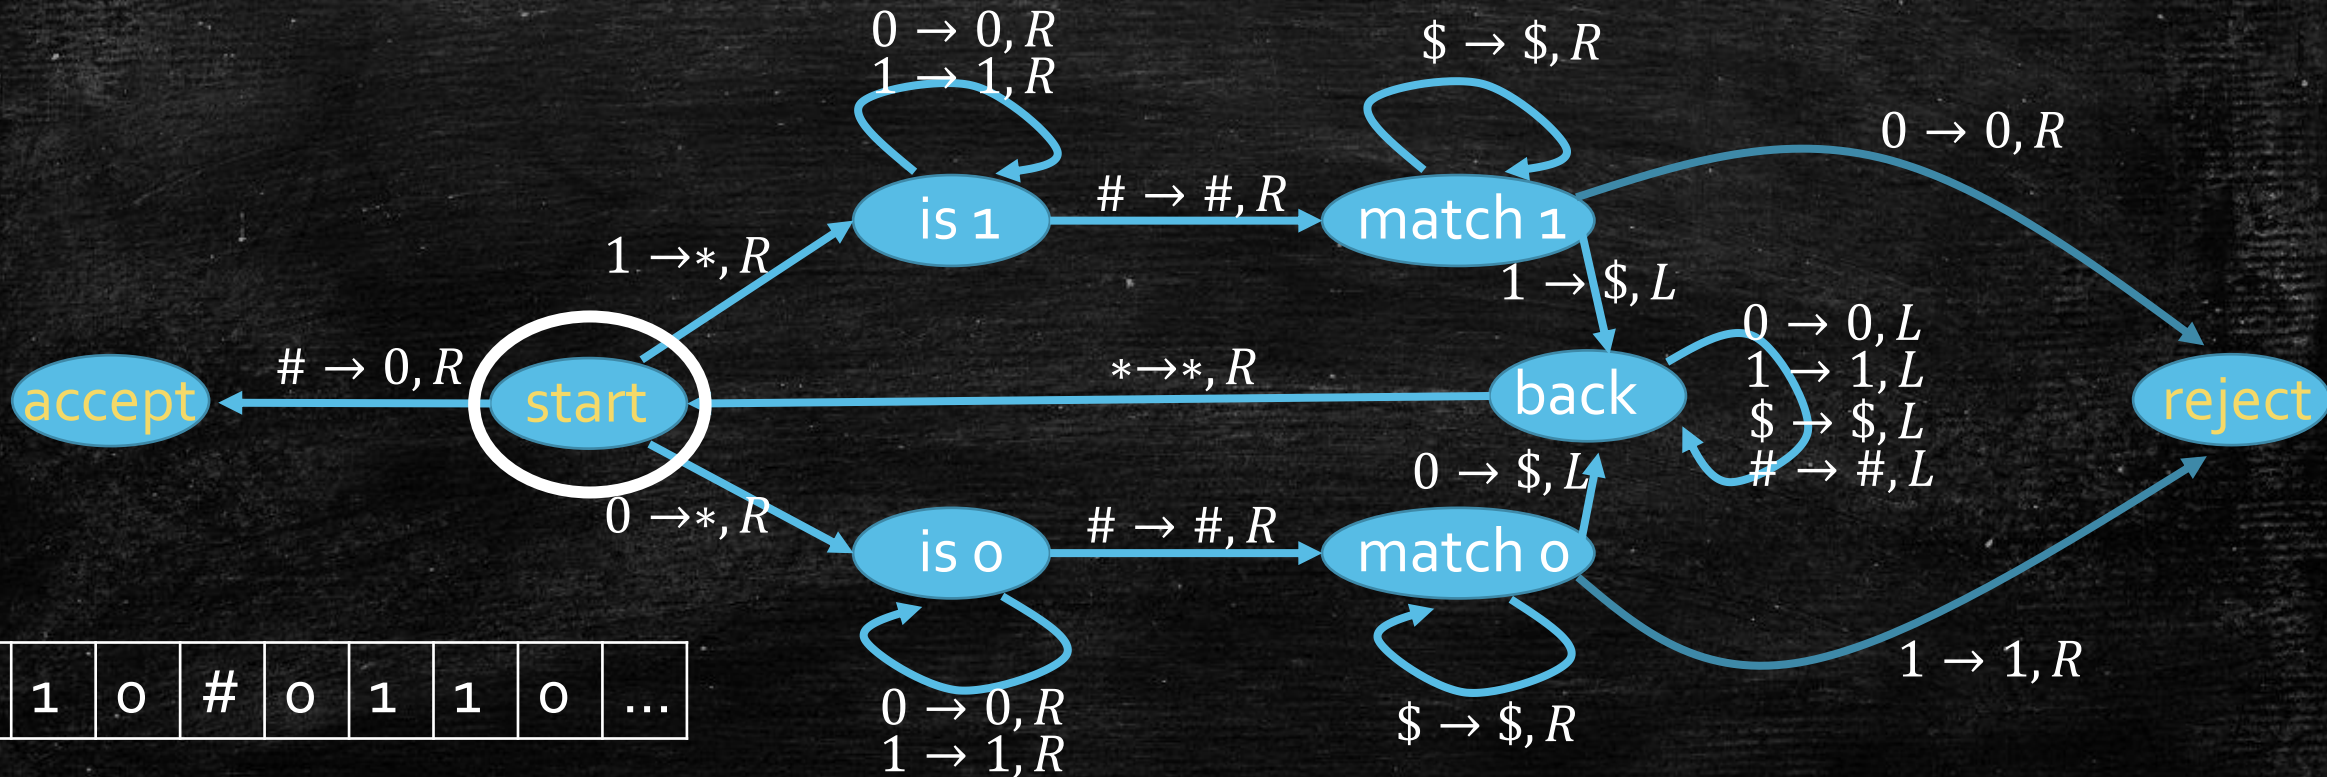 0 → 0, R
1 → 1, R
$ → $, R
0 → 0, R
# → #, R
is 1
match 1
1 →*, R
1 → $, L
0 → 0, L
1 → 1, L
$ → $, L
# → #, L
# → 0, R
*→*, R
accept
start
back
reject
0 → $, L
0 →*, R
# → #, R
is 0
match 0
1 → 1, R
0 → 0, R
1 → 1, R
$ → $, R
1 0 # 0 1 1 0 ...